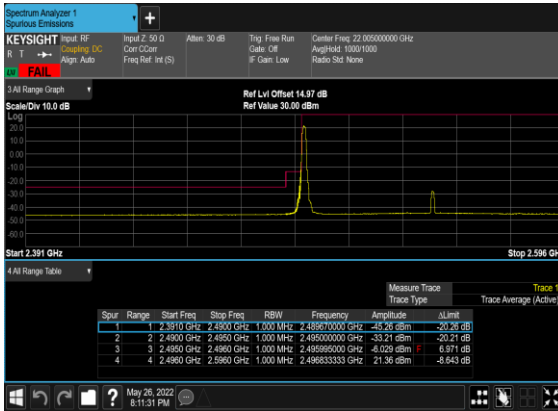 Spectrum Analyzer 1
Spurious Emissions
+
KEYSIGHT Input: RF Input Z: 50 Ω Atten: 30 dB Trig: Free Run Center Freq: 22.005000000 GHz
R T Coupling: DC Corr CCorr Gate: Off Avg|Hold: 1000/1000
Align: Auto Freq Ref: Int (S) IF Gain: Low Radio Std: None
FAIL
3 All Range Graph
Scale/Div 10.0 dB
Ref Lvl Offset 14.97 dB
Ref Value 30.00 dBm
Log
20.0
10.0
0.00
-10.0
-20.0
-30.0
-40.0
-50.0
-60.0
Start 2.391 GHz Stop 2.596 GH
4 All Range Table
Measure Trace Trace 1
Trace Type Trace Average (Active)
Spur Range Start Freq Stop Freq RBW Frequency Amplitude ΔLimit
1 1 2.3910 GHz 2.4900 GHz 1.000 MHz 2.489670000 GHz -45.26 dBm -20.26 dB
2 2 2.4900 GHz 2.4950 GHz 1.000 MHz 2.495000000 GHz -33.21 dBm -20.21 dB
3 3 2.4950 GHz 2.4960 GHz 1.000 MHz 2.495995000 GHz -6.029 dBm F 6.971 dB
4 4 2.4960 GHz 2.5960 GHz 1.000 MHz 2.496833333 GHz 21.36 dBm -8.643 dB
? May 26, 2022
8:11:31 PM